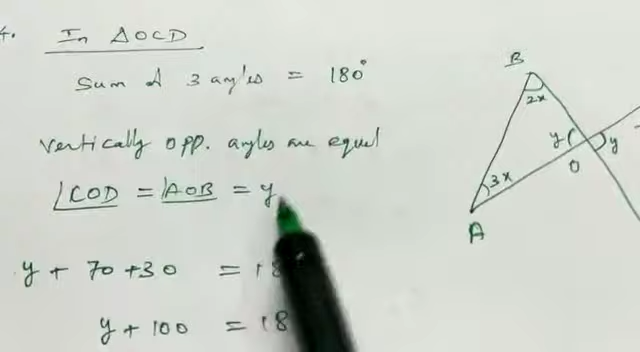 4. In △OCD
Sum of 3 angles = 180°
Vertically opp. angles are equal
∠COD = ∠AOB = y
y + 70 + 30 = 18
y + 100 = 18
B
2x
y
y
O
3x
A